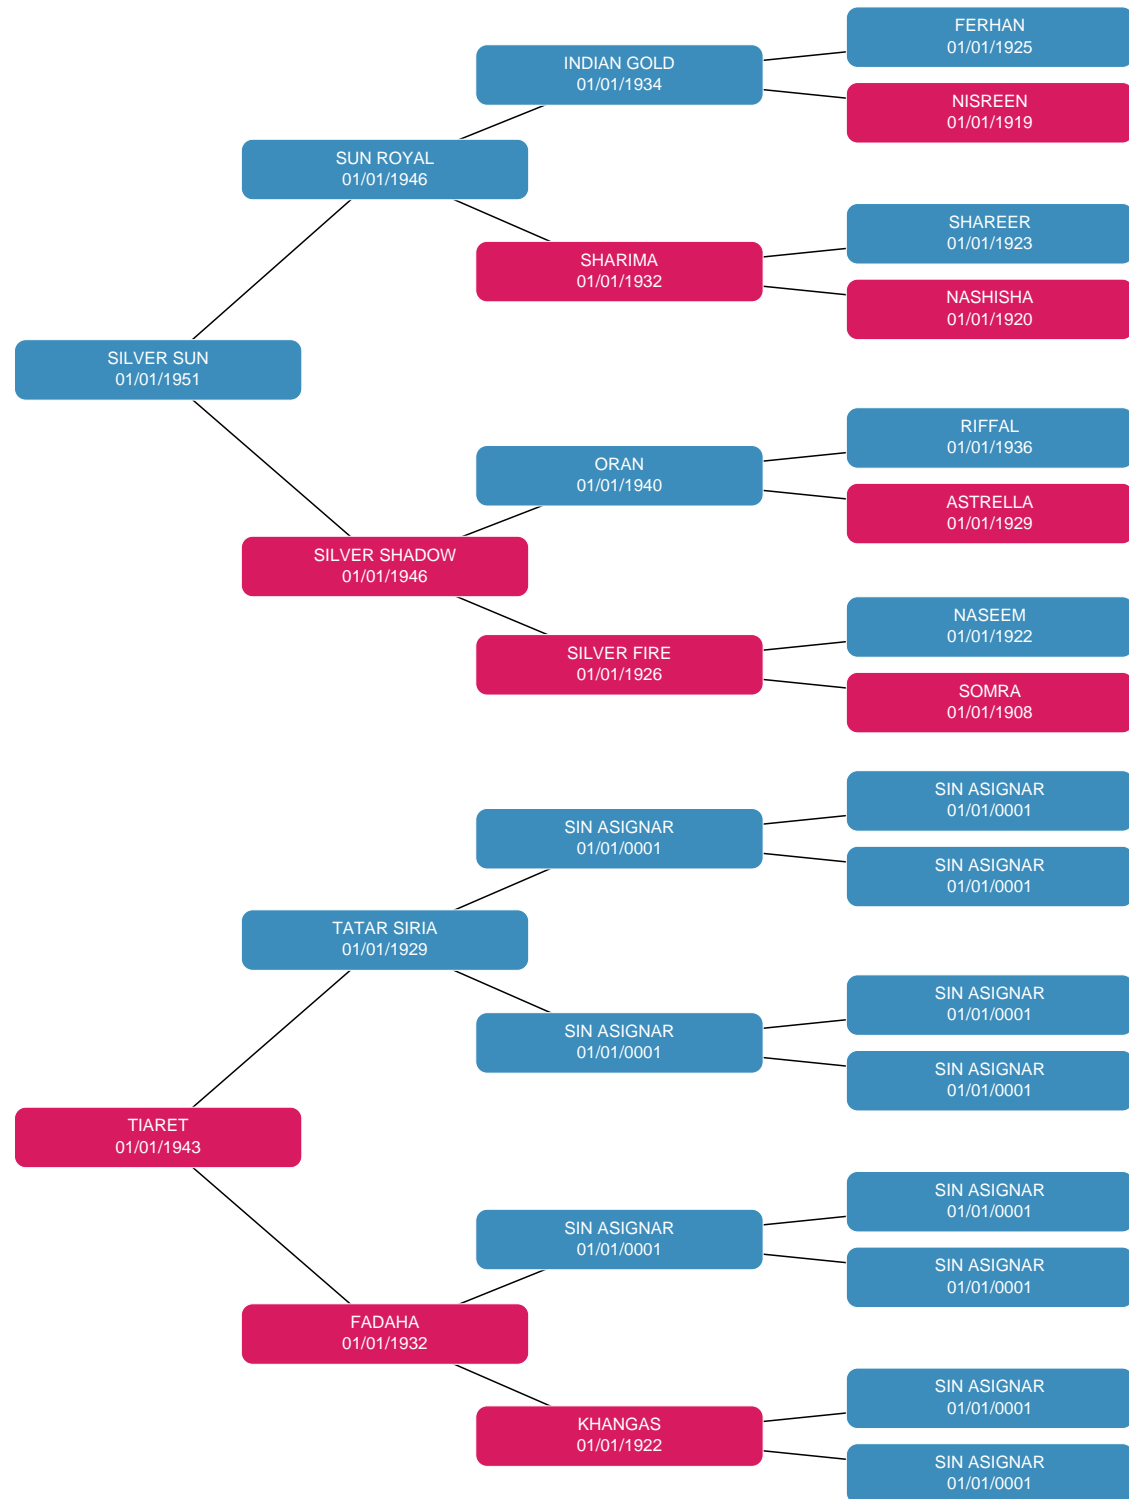 FERHAN
01/01/1925
INDIAN GOLD
01/01/1934
NISREEN
01/01/1919
SUN ROYAL
01/01/1946
SHAREER
01/01/1923
SHARIMA
01/01/1932
NASHISHA
01/01/1920
SILVER SUN
01/01/1951
RIFFAL
01/01/1936
ORAN
01/01/1940
ASTRELLA
01/01/1929
SILVER SHADOW
01/01/1946
NASEEM
01/01/1922
SILVER FIRE
01/01/1926
SOMRA
01/01/1908
SIN ASIGNAR
01/01/0001
SIN ASIGNAR
01/01/0001
SIN ASIGNAR
01/01/0001
TATAR SIRIA
01/01/1929
SIN ASIGNAR
01/01/0001
SIN ASIGNAR
01/01/0001
SIN ASIGNAR
01/01/0001
TIARET
01/01/1943
SIN ASIGNAR
01/01/0001
SIN ASIGNAR
01/01/0001
SIN ASIGNAR
01/01/0001
FADAHA
01/01/1932
SIN ASIGNAR
01/01/0001
KHANGAS
01/01/1922
SIN ASIGNAR
01/01/0001